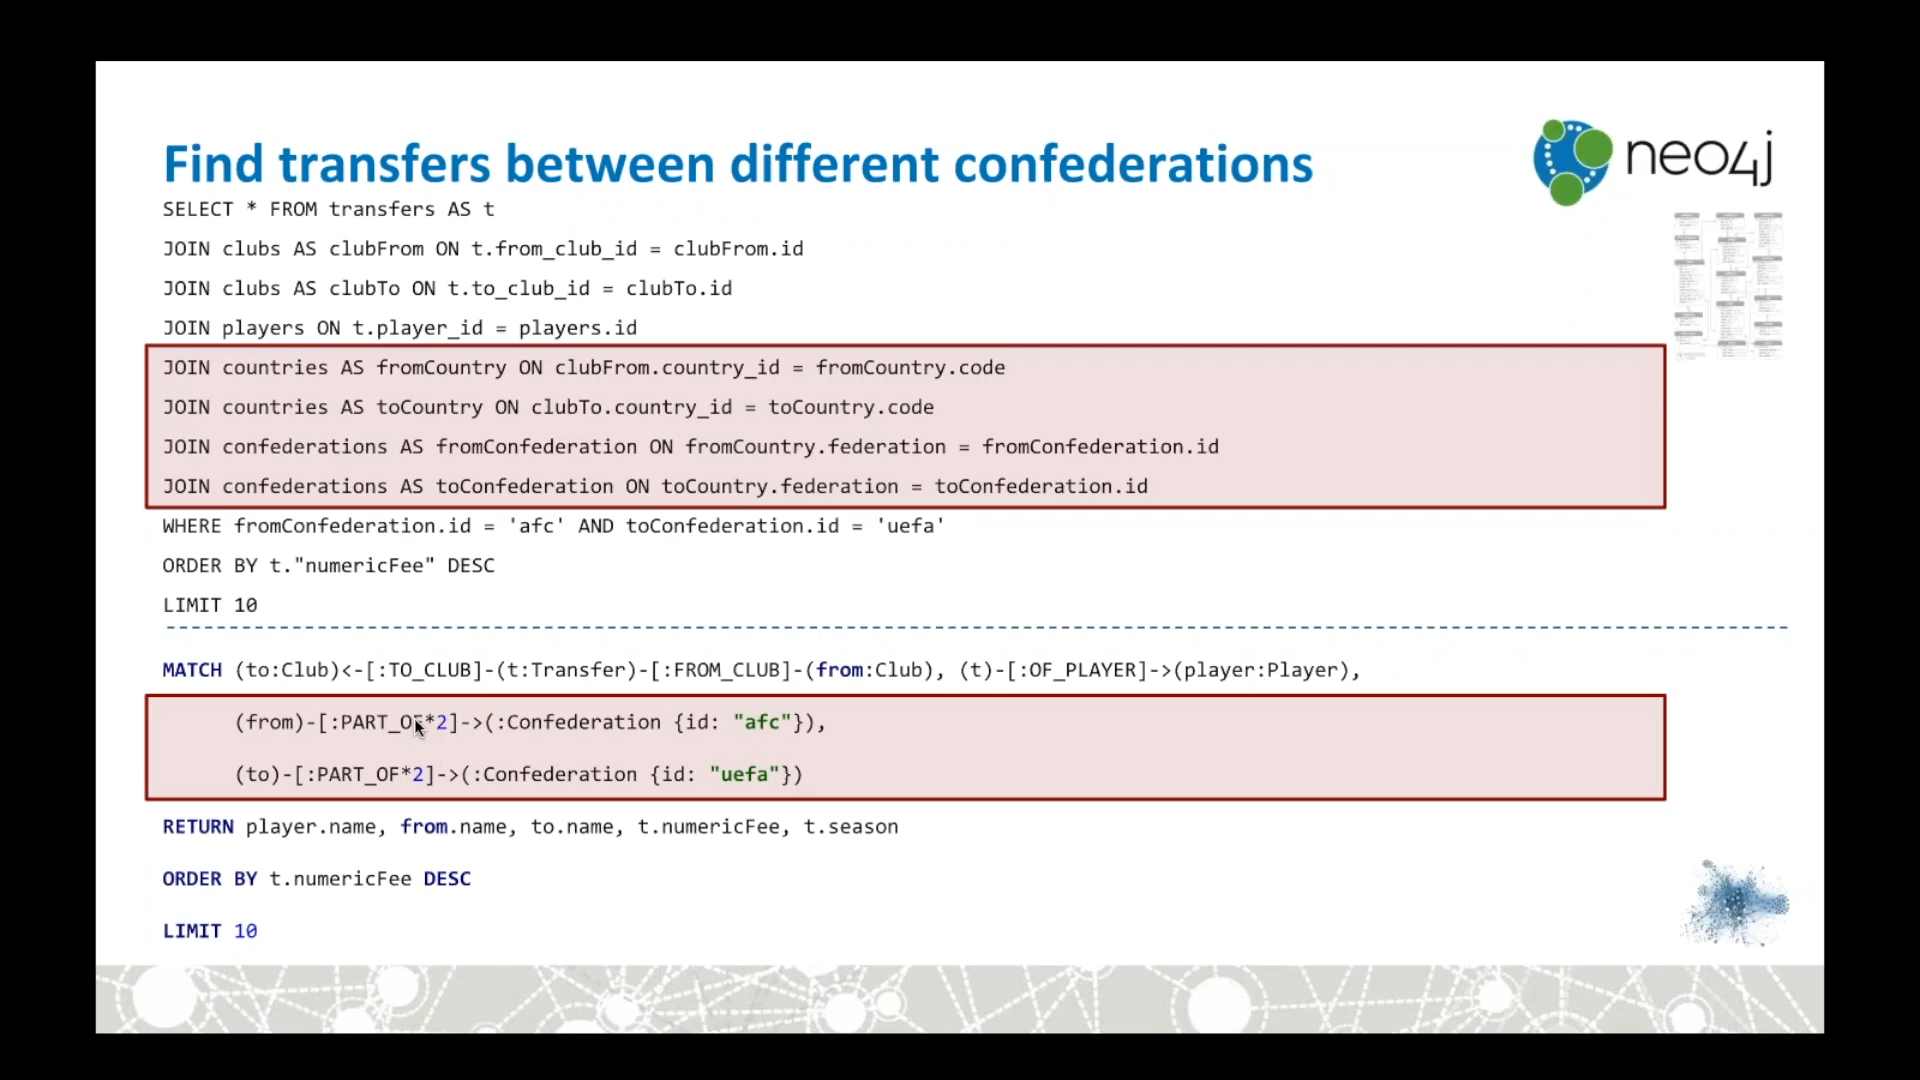 Find transfers between different confederations
neo4j
SELECT * FROM transfers AS t
JOIN clubs AS clubFrom ON t.from_club_id = clubFrom.id
JOIN clubs AS clubTo ON t.to_club_id = clubTo.id
JOIN players ON t.player_id = players.id
JOIN countries AS fromCountry ON clubFrom.country_id = fromCountry.code
JOIN countries AS toCountry ON clubTo.country_id = toCountry.code
JOIN confederations AS fromConfederation ON fromCountry.federation = fromConfederation.id
JOIN confederations AS toConfederation ON toCountry.federation = toConfederation.id
WHERE fromConfederation.id = 'afc' AND toConfederation.id = 'uefa'
ORDER BY t."numericFee" DESC
LIMIT 10
MATCH (to:Club)<-[:TO_CLUB]-(t:Transfer)-[:FROM_CLUB]-(from:Club), (t)-[:OF_PLAYER]->(player:Player),
(from)-[:PART_OF*2]->(:Confederation {id: "afc"}),
(to)-[:PART_OF*2]->(:Confederation {id: "uefa"})
RETURN player.name, from.name, to.name, t.numericFee, t.season
ORDER BY t.numericFee DESC
LIMIT 10